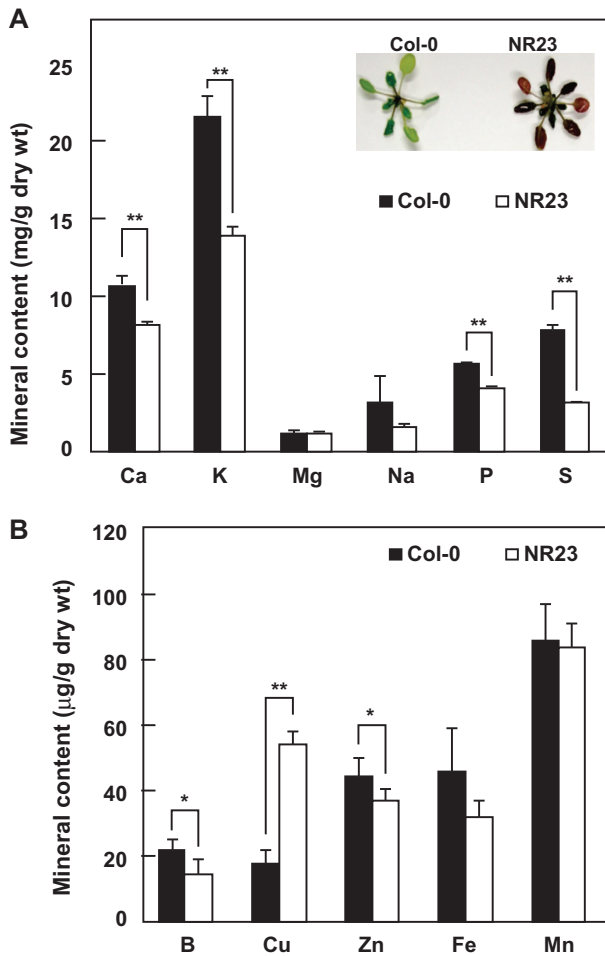 A
Mineral content (mg/g dry wt)
25
20
15
10
5
0
Col-0 NR23
Col-0 NR23
**
**
**
**
Ca K Mg Na P S
B
Mineral content (µg/g dry wt)
120
100
80
60
40
20
0
Col-0 NR23
*
**
*
B Cu Zn Fe Mn